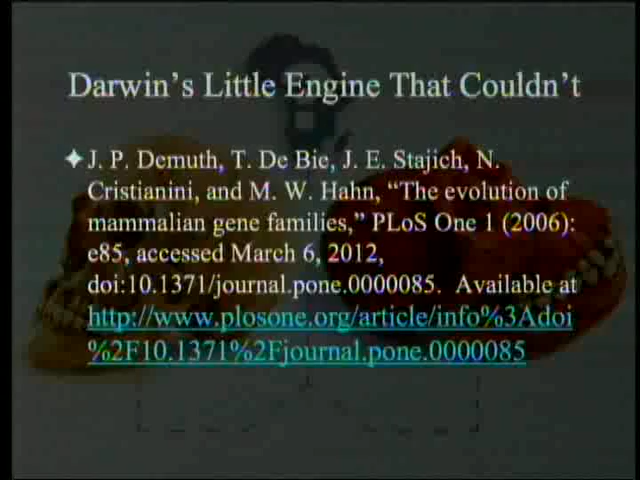 Darwin's Little Engine That Couldn't
✦J. P. Demuth, T. De Bie, J. E. Stajich, N.
Cristianini, and M. W. Hahn, “The evolution of
mammalian gene families,” PLoS One 1 (2006):
e85, accessed March 6, 2012,
doi:10.1371/journal.pone.0000085. Available at
http://www.plosone.org/article/info%3Adoi
%2F10.1371%2Fjournal.pone.0000085